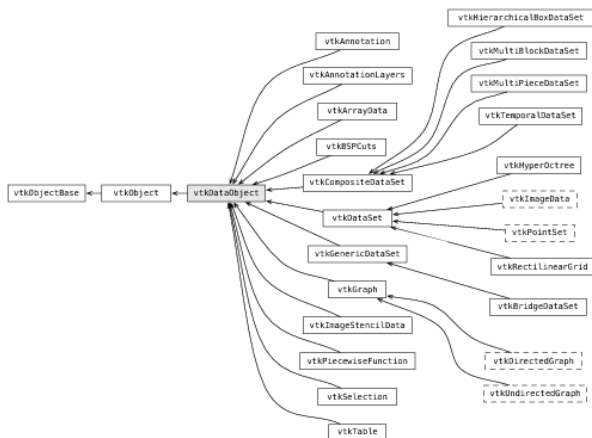 vtkObjectBase
vtkObject
vtkDataObject
vtkAnnotation
vtkAnnotationLayers
vtkArrayData
vtkBSPCuts
vtkCompositeDataSet
vtkDataSet
vtkGenericDataSet
vtkGraph
vtkImageStencilData
vtkPiecewiseFunction
vtkSelection
vtkTable
vtkHierarchicalBoxDataSet
vtkMultiBlockDataSet
vtkMultiPieceDataSet
vtkTemporalDataSet
vtkHyperOctree
vtkImageData
vtkPointSet
vtkRectilinearGrid
vtkBridgeDataSet
vtkDirectedGraph
vtkUndirectedGraph